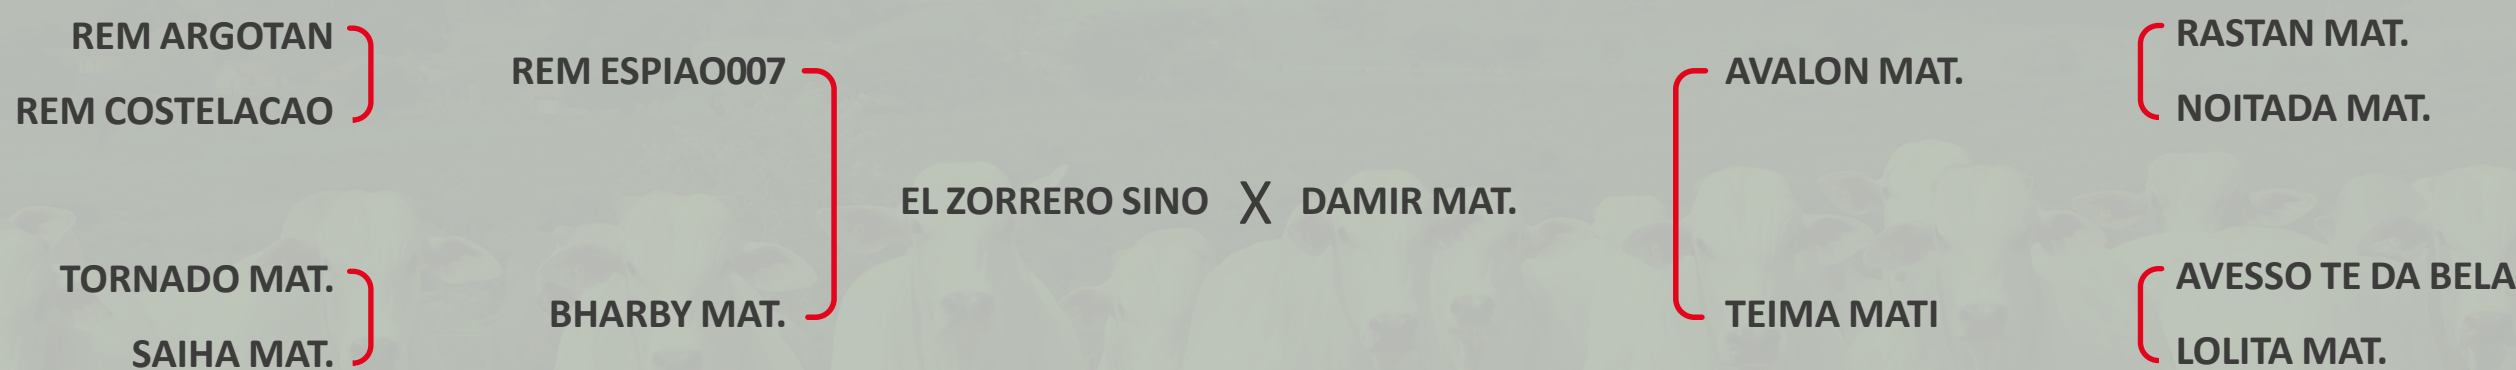 REM ARGOTAN
REM COSTELACAO
REM ESPIAO007
TORNADO MAT.
SAIHA MAT.
BHARBY MAT.
EL ZORRERO SINO X DAMIR MAT.
AVALON MAT.
RASTAN MAT.
NOITADA MAT.
TEIMA MATI
AVESSO TE DA BELA
LOLITA MAT.